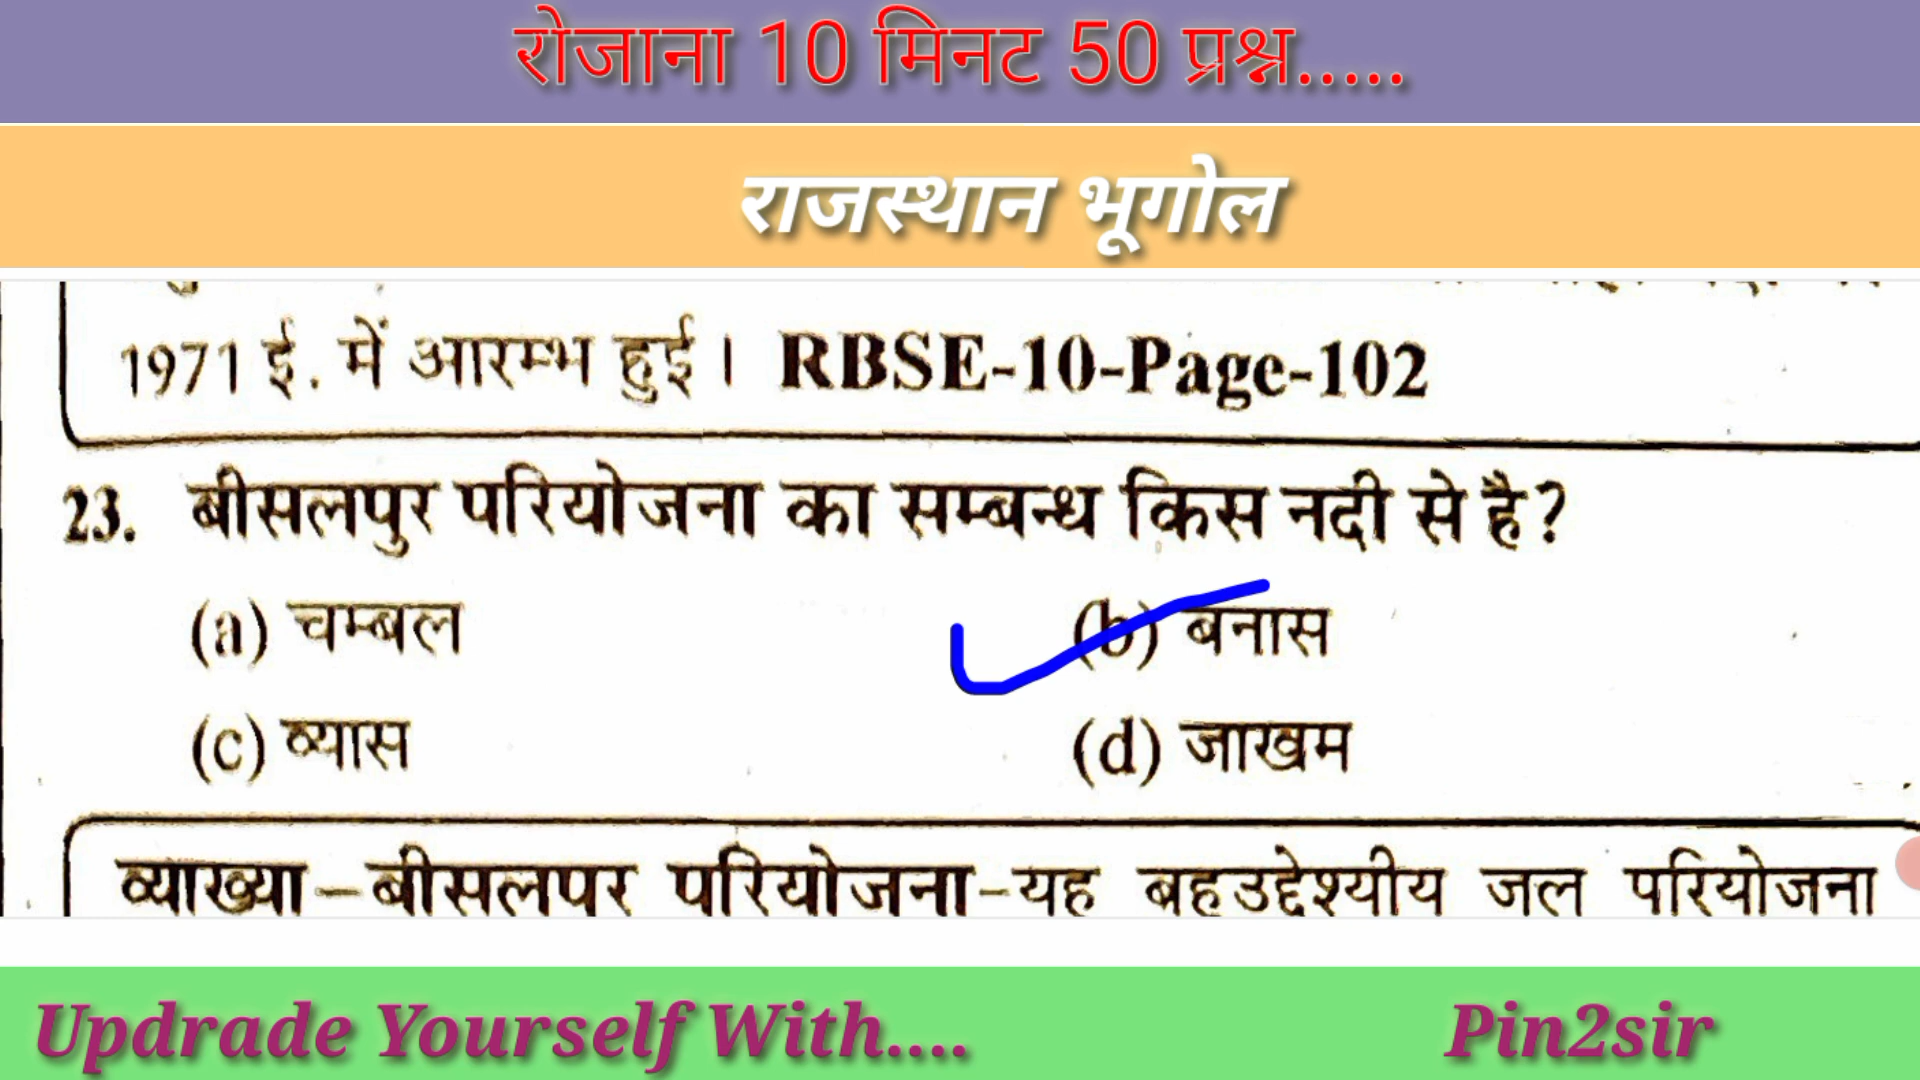 रोजाना 10 मिनट 50 प्रश्न.....
राजस्थान भूगोल
1971 ई. में आरम्भ हुई। RBSE-10-Page-102
23. बीसलपुर परियोजना का सम्बन्ध किस नदी से है?
(a) चम्बल (b) बनास
(c) व्यास (d) जाखम
व्याख्या–बीसलपुर परियोजना–यह बहुउद्देश्यीय जल परियोजना
Updrade Yourself With.... Pin2sir